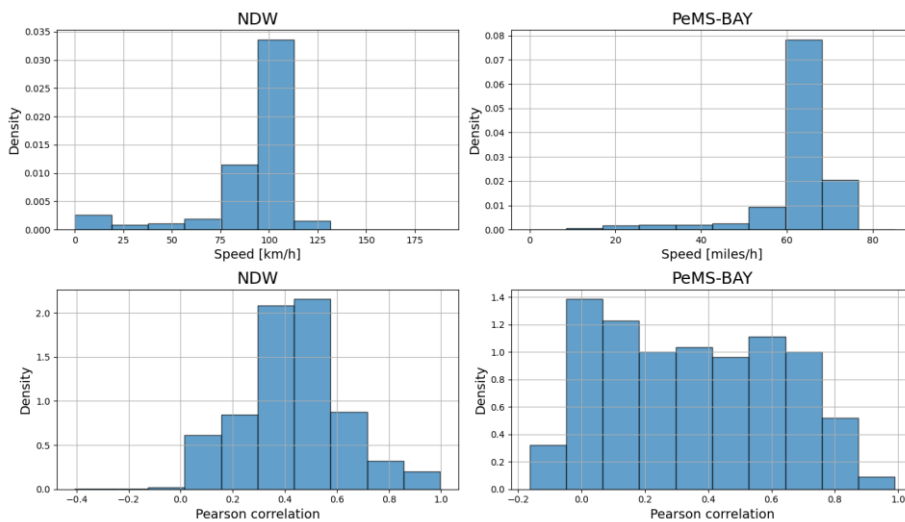 NDW
Density
0.035
0.030
0.025
0.020
0.015
0.010
0.005
0.000
0 25 50 75 100 125 150 175
Speed [km/h]
PeMS-BAY
Density
0.08
0.07
0.06
0.05
0.04
0.03
0.02
0.01
0.00
0 20 40 60 80
Speed [miles/h]
NDW
Density
2.0
1.5
1.0
0.5
0.0
−0.4 −0.2 0.0 0.2 0.4 0.6 0.8 1.0
Pearson correlation
PeMS-BAY
Density
1.4
1.2
1.0
0.8
0.6
0.4
0.2
0.0
−0.2 0.0 0.2 0.4 0.6 0.8 1.0
Pearson correlation